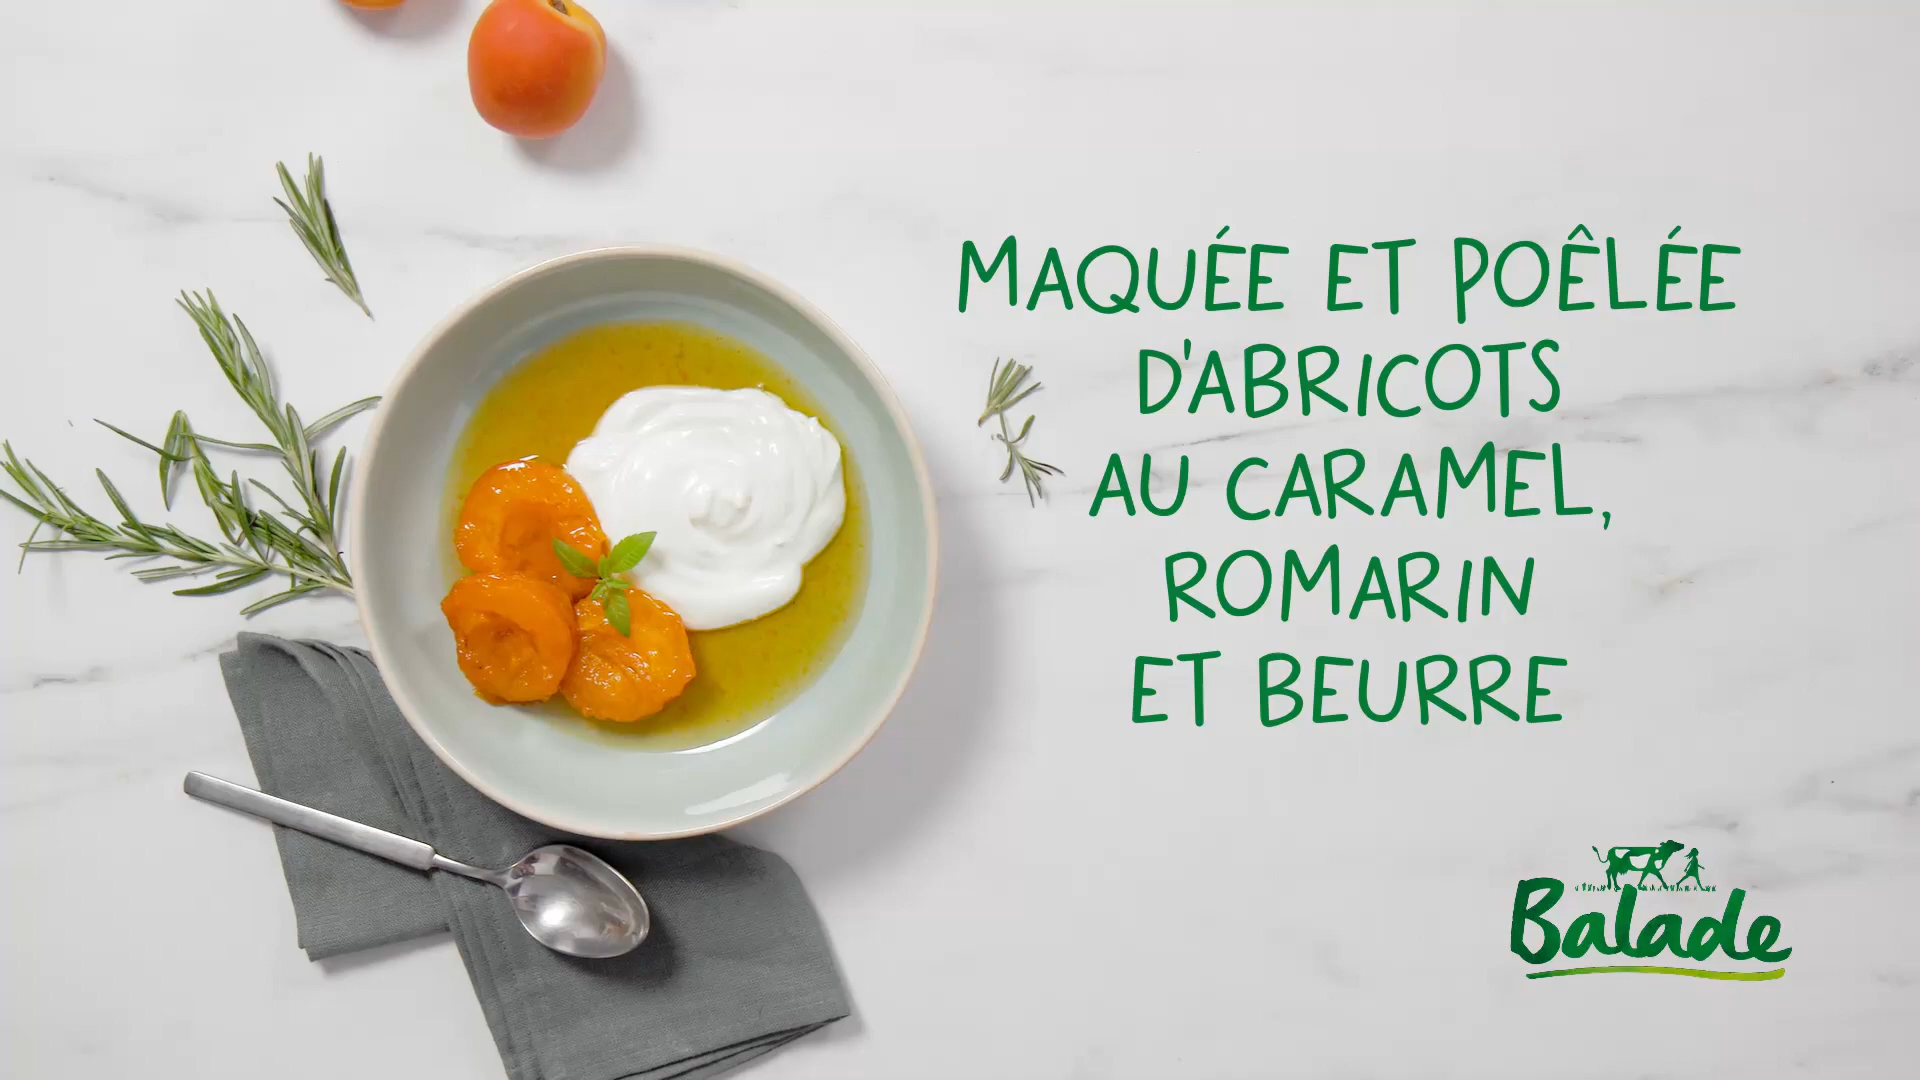 MAQUÉE ET POÊLÉE
D'ABRICOTS
AU CARAMEL,
ROMARIN
ET BEURRE
Balade